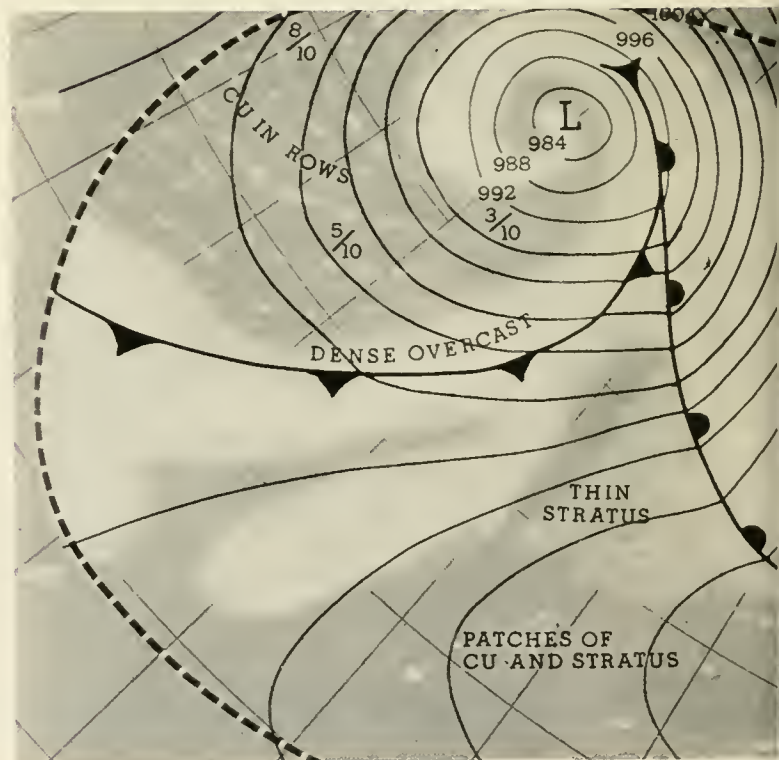 8/10
996
CU IN ROWS
L
984
988
992
3/10
5/10
DENSE OVERCAST
THIN
STRATUS
PATCHES OF
CU AND STRATUS